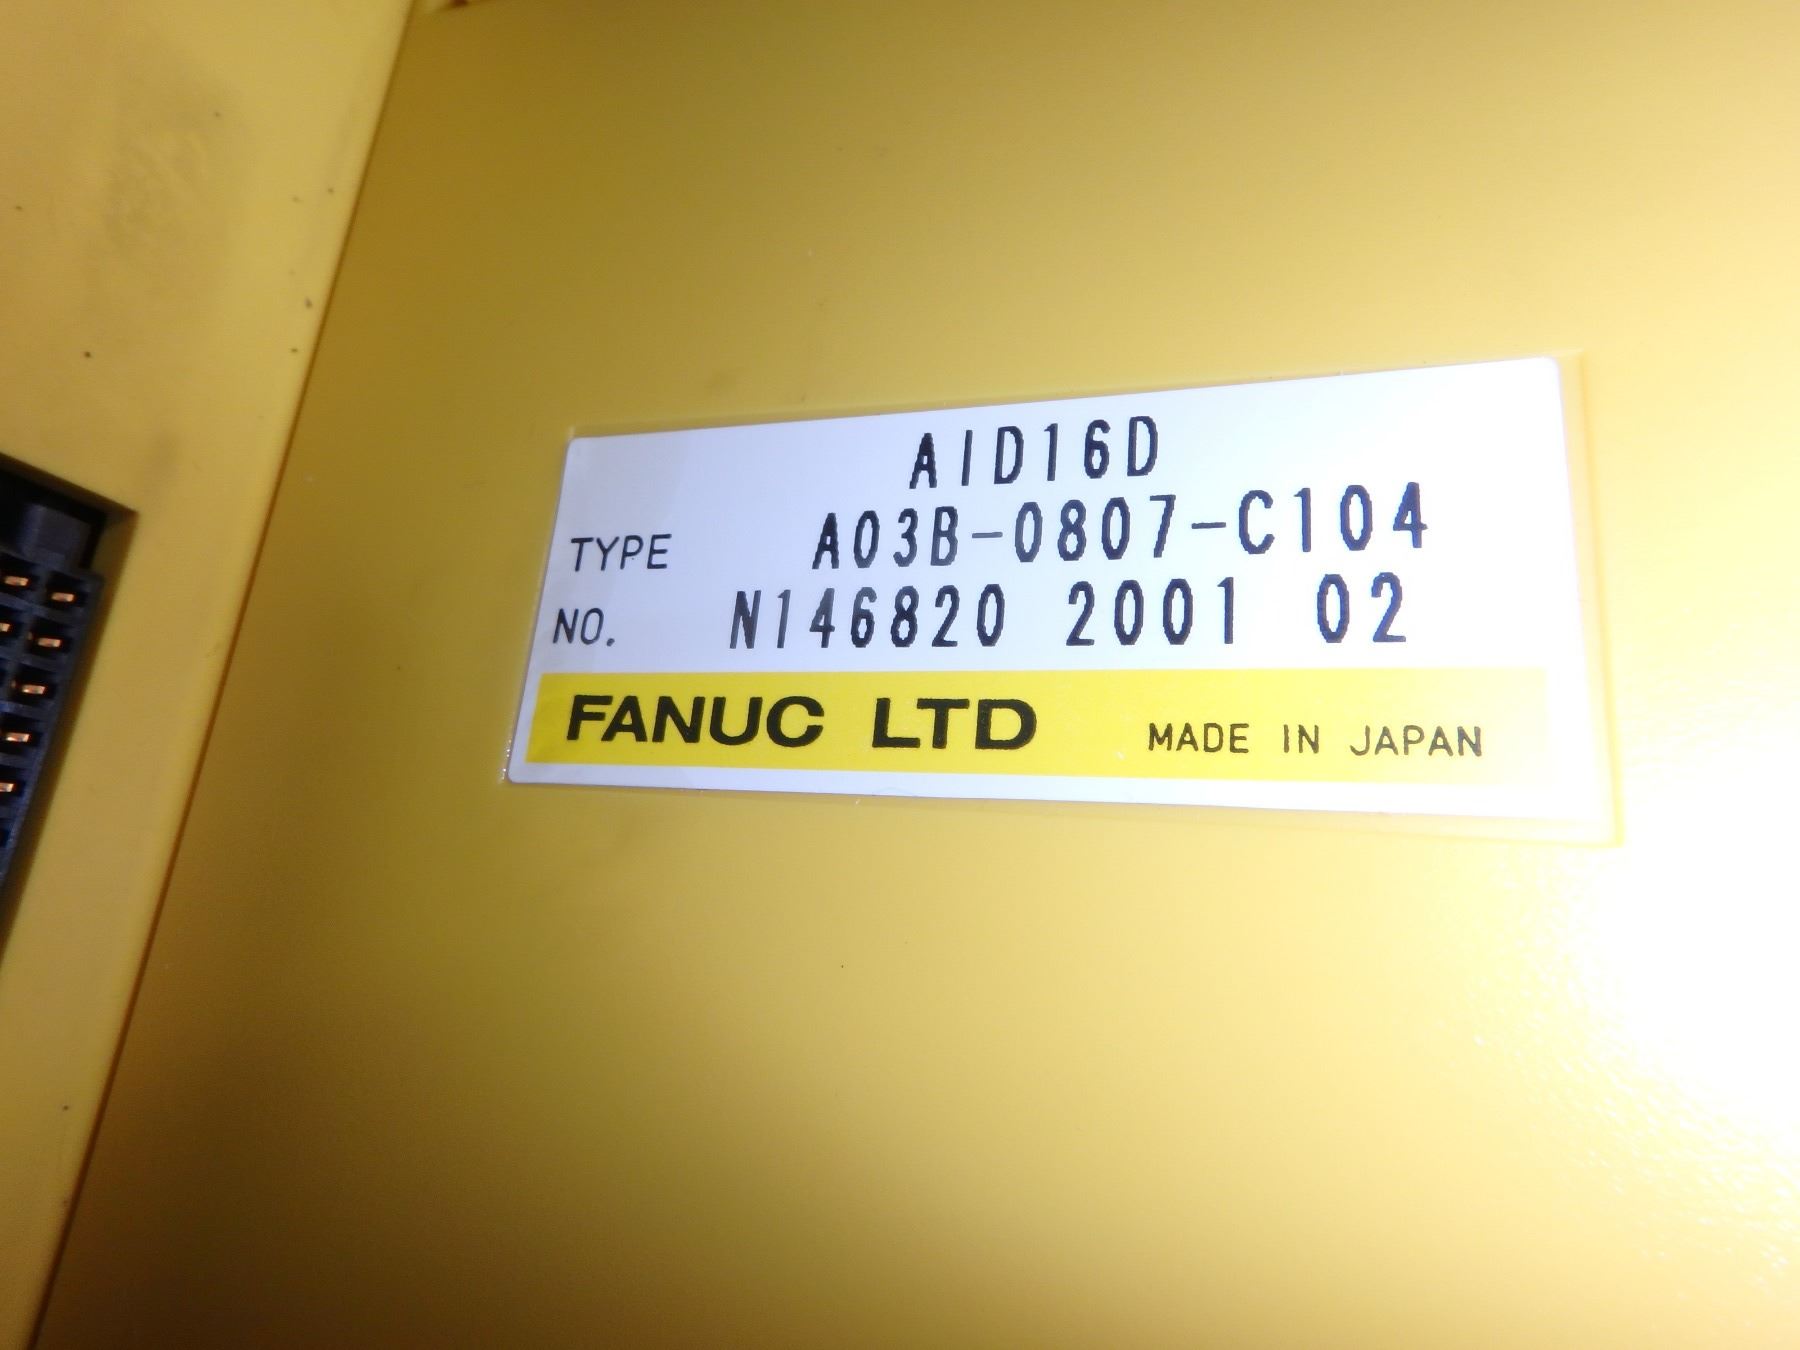 AID16D
TYPE A03B-0807-C104
NO. N146820 2001 02
FANUC LTD MADE IN JAPAN